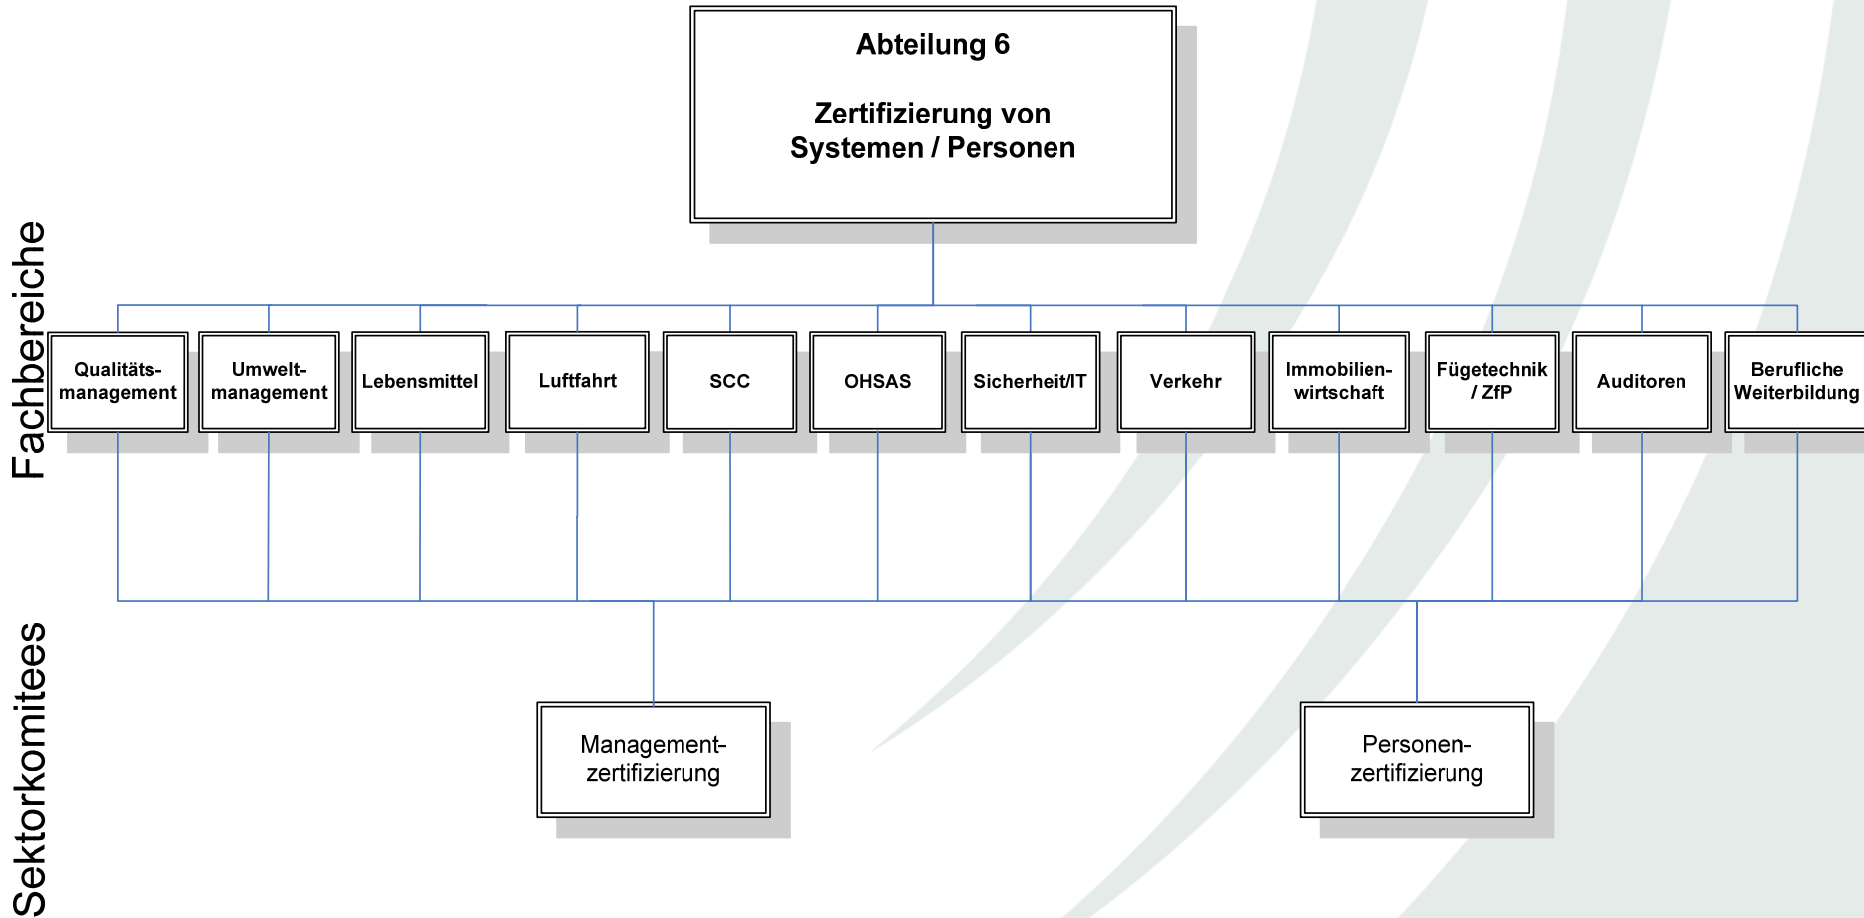 Abteilung 6
Zertifizierung von
Systemen / Personen
Fachbereiche
Qualitäts-
management
Umwelt-
management
Lebensmittel
Luftfahrt
SCC
OHSAS
Sicherheit/IT
Verkehr
Immobilien-
wirtschaft
Fügetechnik
/ ZfP
Auditoren
Berufliche
Weiterbildung
Sektorkomitees
Management-
zertifizierung
Personen-
zertifizierung